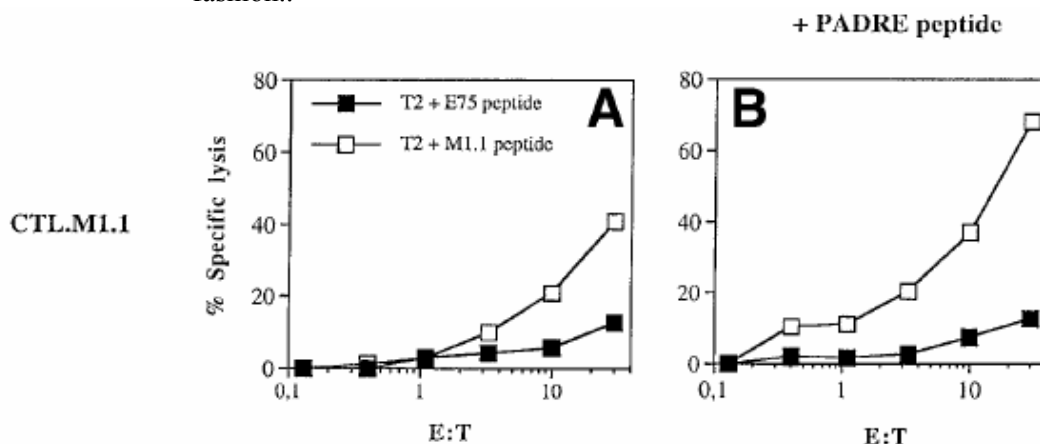 fashion..
+ PADRE peptide
80
60
40
20
0
% Specific lysis
T2 + E75 peptide
T2 + M1.1 peptide
A
0,1
1
10
E:T
80
60
40
20
0
B
0,1
1
10
E:T
CTL.M1.1